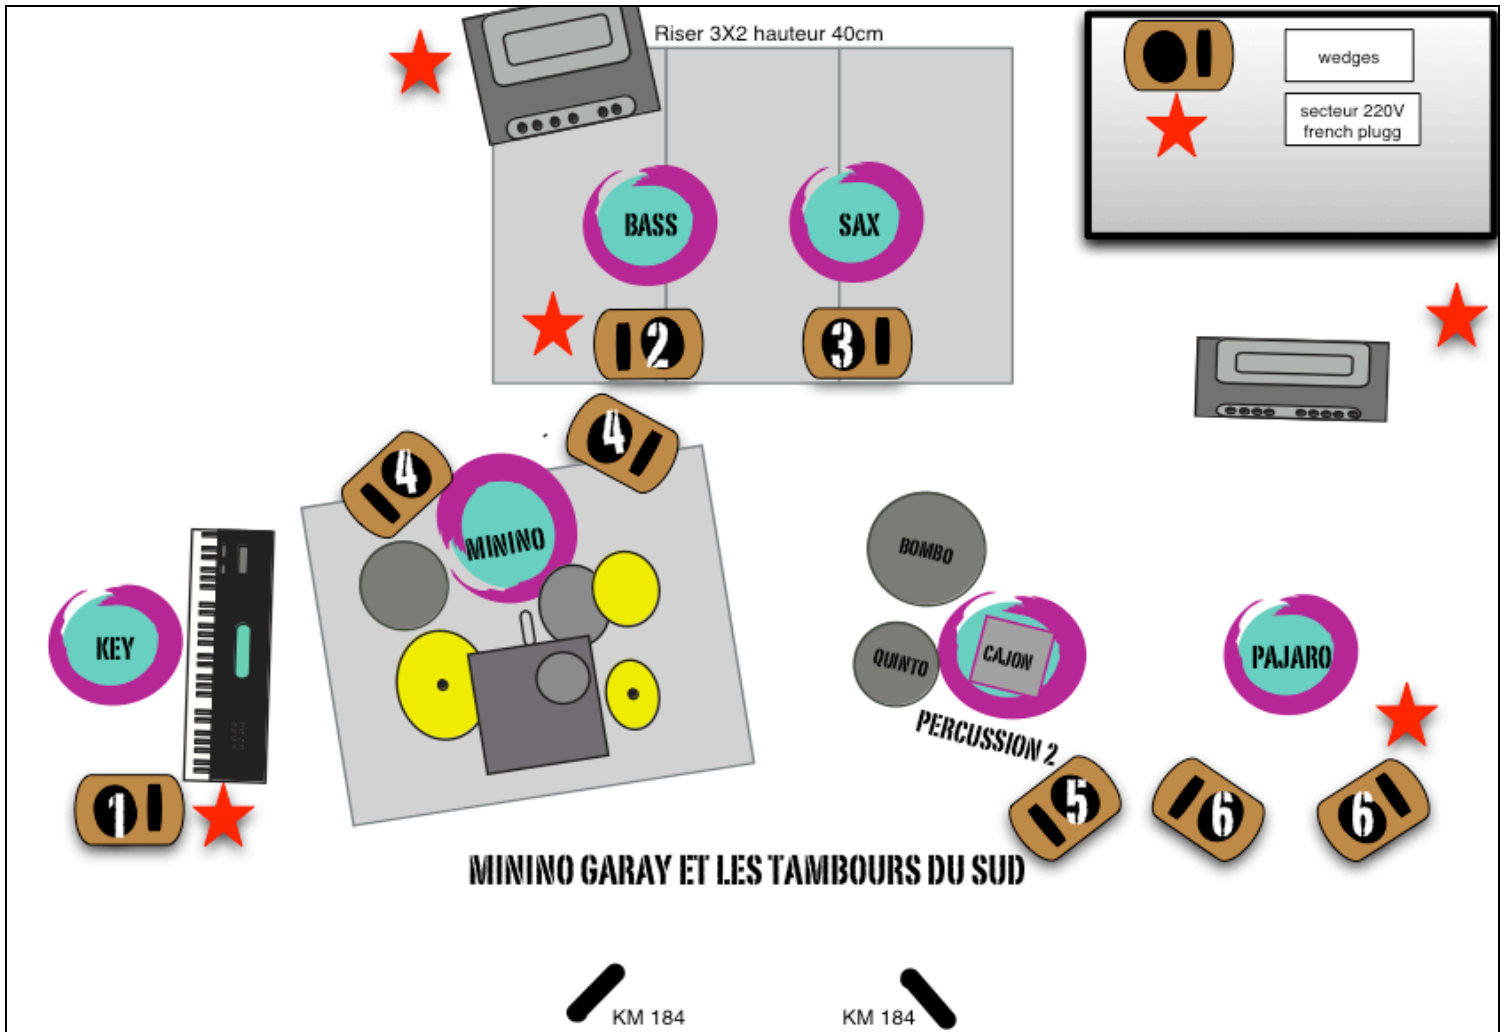 Riser 3X2 hauteur 40cm
wedges
secteur 220V
french plugg
BASS
SAX
2
3
4
4
MININO
BOMBO
KEY
QUINTO
CAJON
PAJARO
PERCUSSION 2
1
5
6
6
MININO GARAY ET LES TAMBOURS DU SUD
KM 184
KM 184